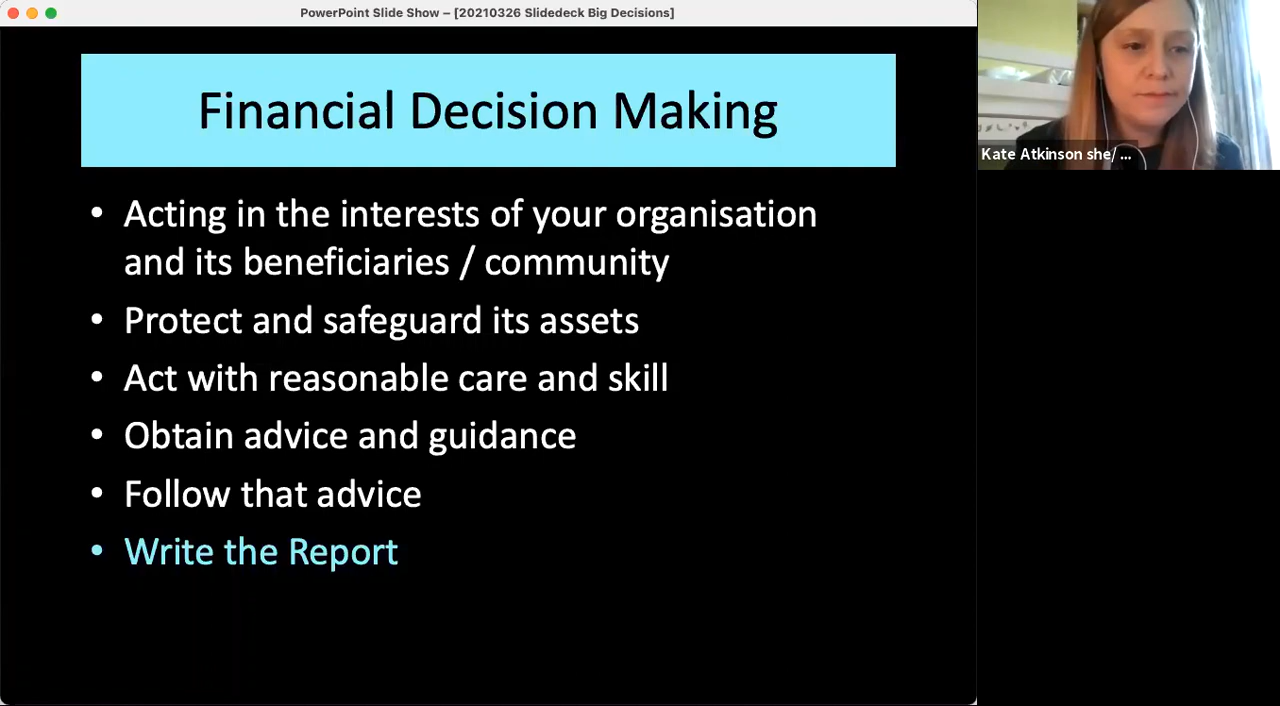 PowerPoint Slide Show – [20210326 Slidedeck Big Decisions]
Financial Decision Making
• Acting in the interests of your organisation
and its beneficiaries / community
• Protect and safeguard its assets
• Act with reasonable care and skill
• Obtain advice and guidance
• Follow that advice
• Write the Report
Kate Atkinson she/ ...